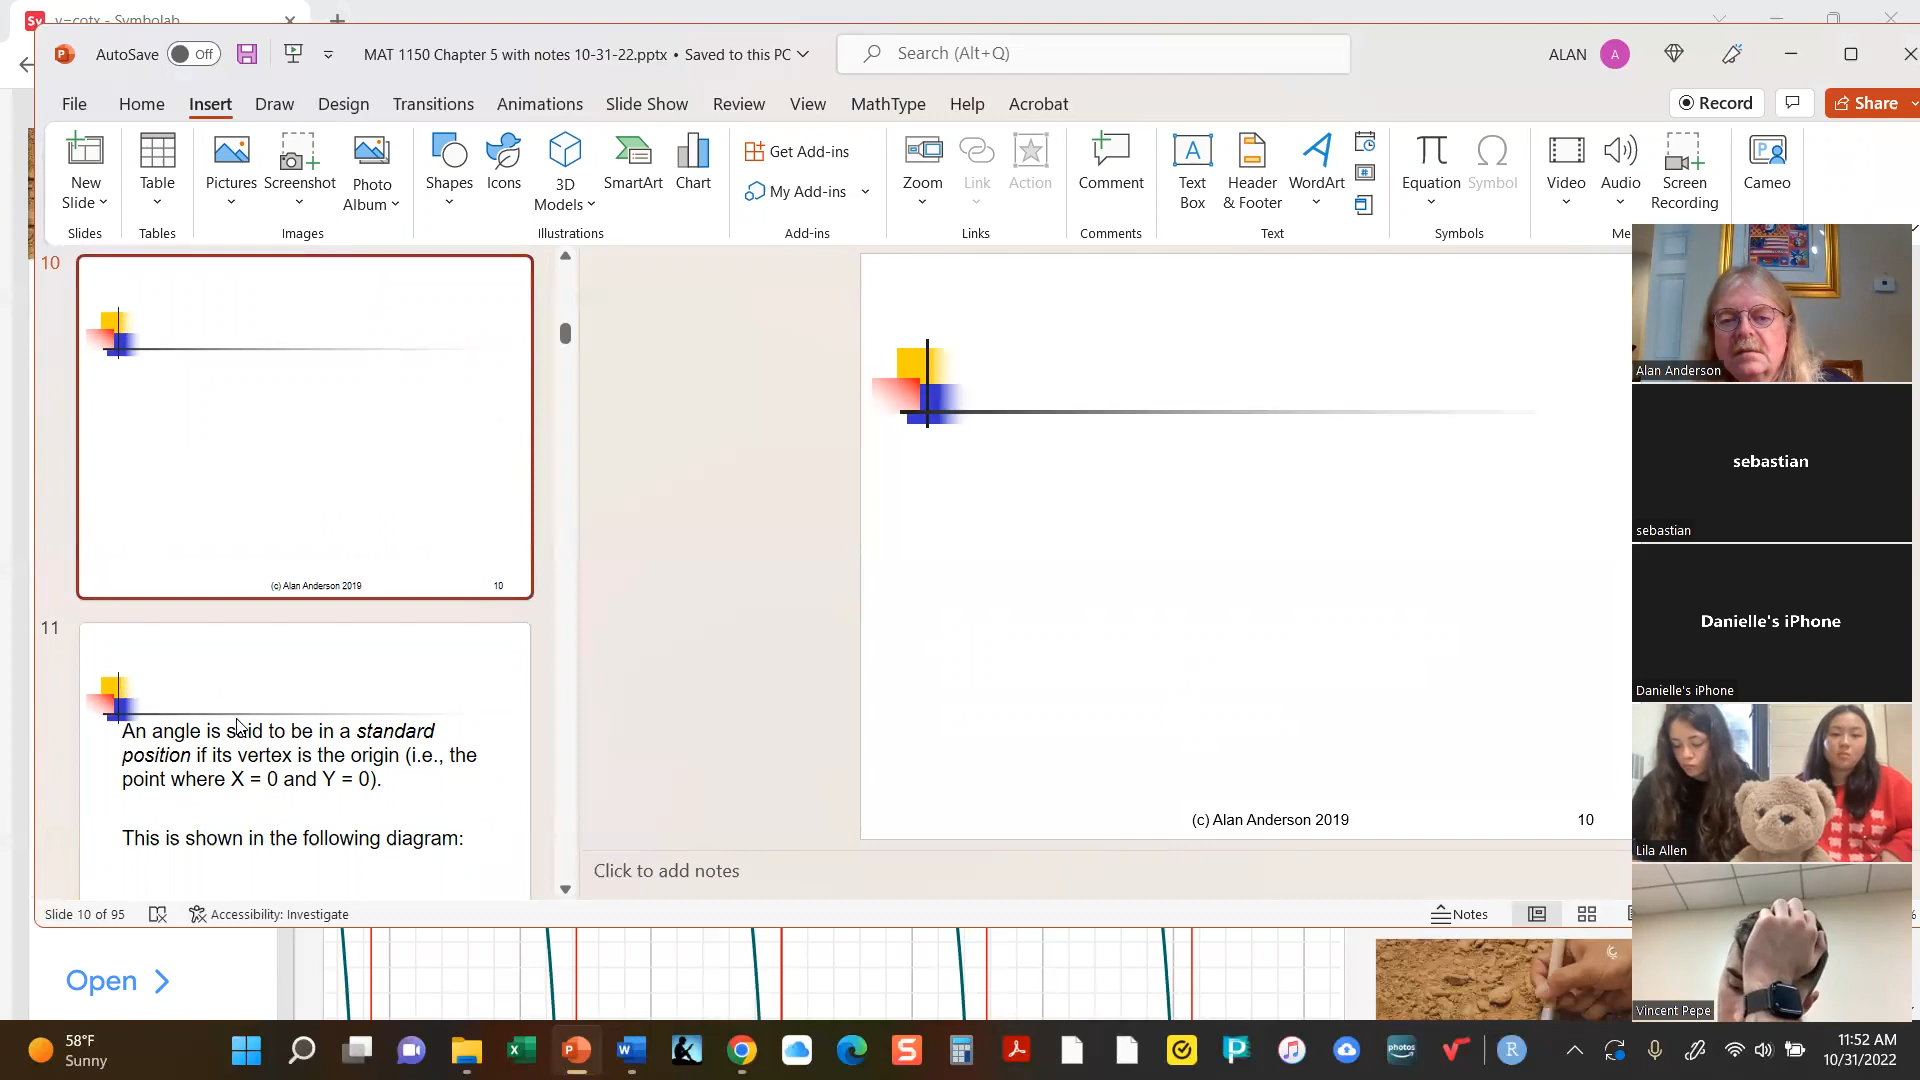 y=cotx - Symbolab
AutoSave Off MAT 1150 Chapter 5 with notes 10-31-22.pptx • Saved to this PC Search (Alt+Q) ALAN A
File Home Insert Draw Design Transitions Animations Slide Show Review View MathType Help Acrobat Record Share
New Slide
Table
Pictures
Screenshot
Photo Album
Shapes
Icons
3D Models
SmartArt
Chart
Get Add-ins
My Add-ins
Zoom
Link
Action
Comment
Text Box
Header & Footer
WordArt
Equation
Symbol
Video
Audio
Screen Recording
Cameo
Slides Tables Images Illustrations Add-ins Links Comments Text Symbols Me
10
(c) Alan Anderson 2019 10
11
An angle is said to be in a standard
position if its vertex is the origin (i.e., the
point where X = 0 and Y = 0).
This is shown in the following diagram:
(c) Alan Anderson 2019 10
Click to add notes
Slide 10 of 95 Accessibility: Investigate Notes
Alan Anderson
sebastian
sebastian
Danielle's iPhone
Danielle's iPhone
Lila Allen
Vincent Pepe
Open
58°F
Sunny
photos
11:52 AM
10/31/2022